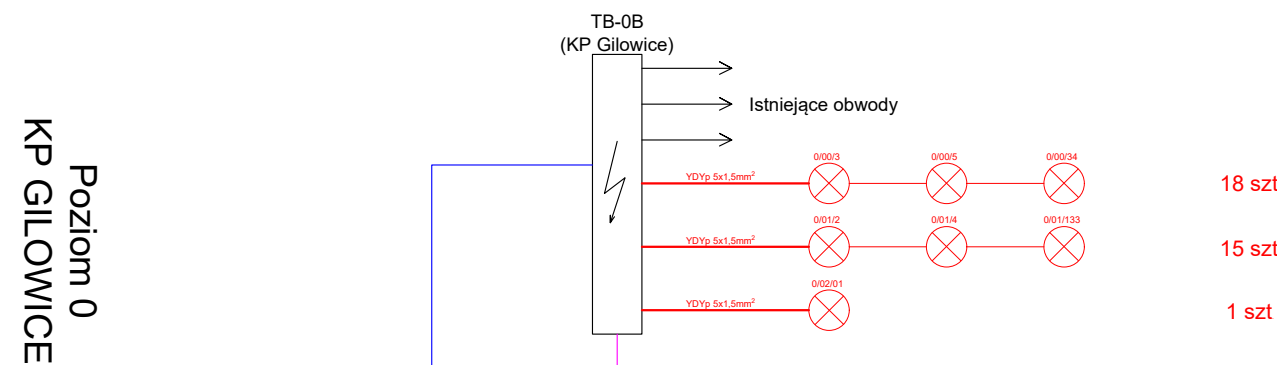 TB-0B
(KP Gilowice)
Istniejące obwody
Poziom 0
KP GILOWICE
YDYp 5x1,5mm²
0/00/3
0/00/5
0/00/34
18 szt
YDYp 5x1,5mm²
0/01/2
0/01/4
0/01/133
15 szt
YDYp 5x1,5mm²
0/02/01
1 szt